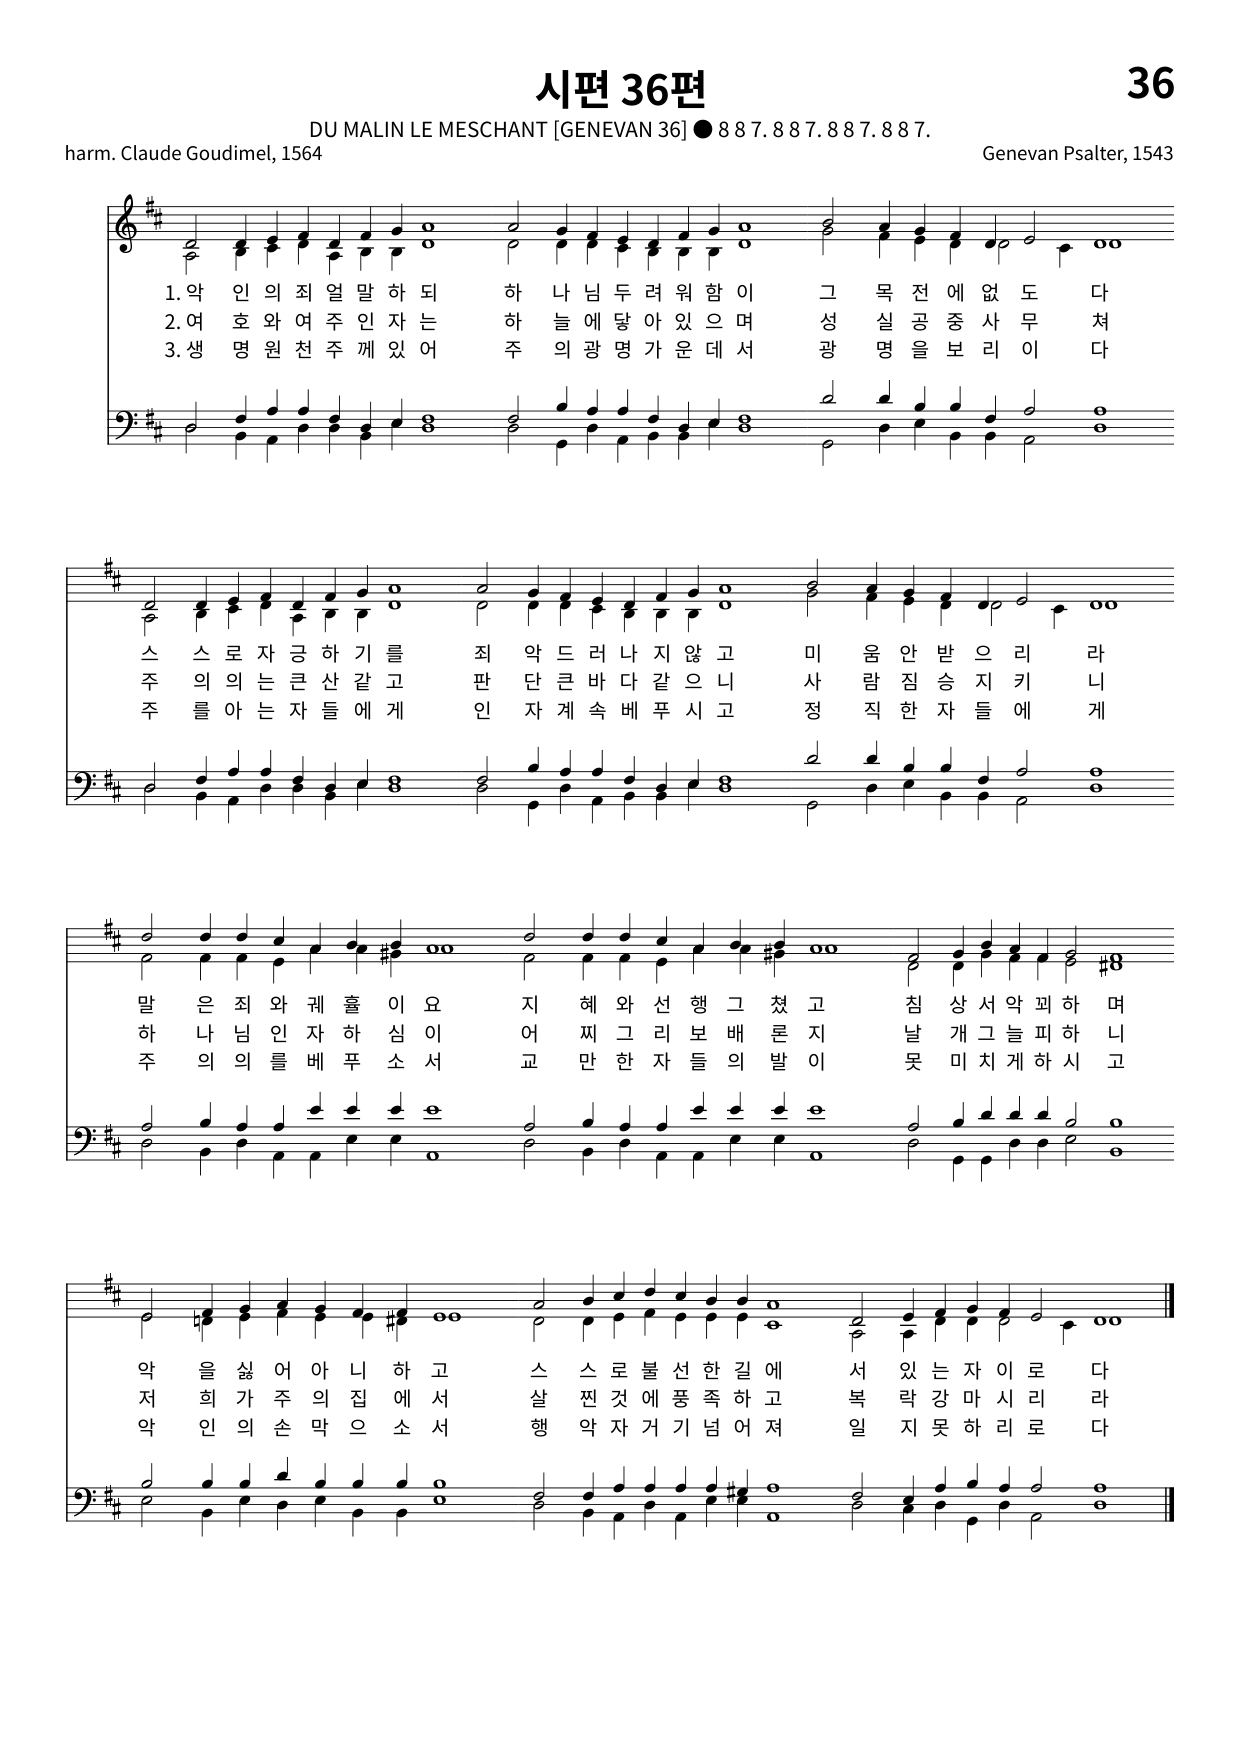 시편 36편
36
DU MALIN LE MESCHANT [GENEVAN 36] ● 8 8 7. 8 8 7. 8 8 7. 8 8 7.
harm. Claude Goudimel, 1564
Genevan Psalter, 1543
1. 악 인 의 죄 얼 말 하 되 하 나 님 두 려 워 함 이 그 목 전 에 없 도 다
2. 여 호 와 여 주 인 자 는 하 늘 에 닿 아 있 으 며 성 실 공 중 사 무 쳐
3. 생 명 원 천 주 께 있 어 주 의 광 명 가 운 데 서 광 명 을 보 리 이 다
스 스 로 자 긍 하 기 를 죄 악 드 러 나 지 않 고 미 움 안 받 으 리 라
주 의 의 는 큰 산 같 고 판 단 큰 바 다 같 으 니 사 람 짐 승 지 키 니
주 를 아 는 자 들 에 게 인 자 계 속 베 푸 시 고 정 직 한 자 들 에 게
말 은 죄 와 궤 휼 이 요 지 혜 와 선 행 그 쳤 고 침 상 서 악 꾀 하 며
하 나 님 인 자 하 심 이 어 찌 그 리 보 배 론 지 날 개 그 늘 피 하 니
주 의 의 를 베 푸 소 서 교 만 한 자 들 의 발 이 못 미 치 게 하 시 고
악 을 싫 어 아 니 하 고 스 스 로 불 선 한 길 에 서 있 는 자 이 로 다
저 희 가 주 의 집 에 서 살 찐 것 에 풍 족 하 고 복 락 강 마 시 리 라
악 인 의 손 막 으 소 서 행 악 자 거 기 넘 어 져 일 지 못 하 리 로 다